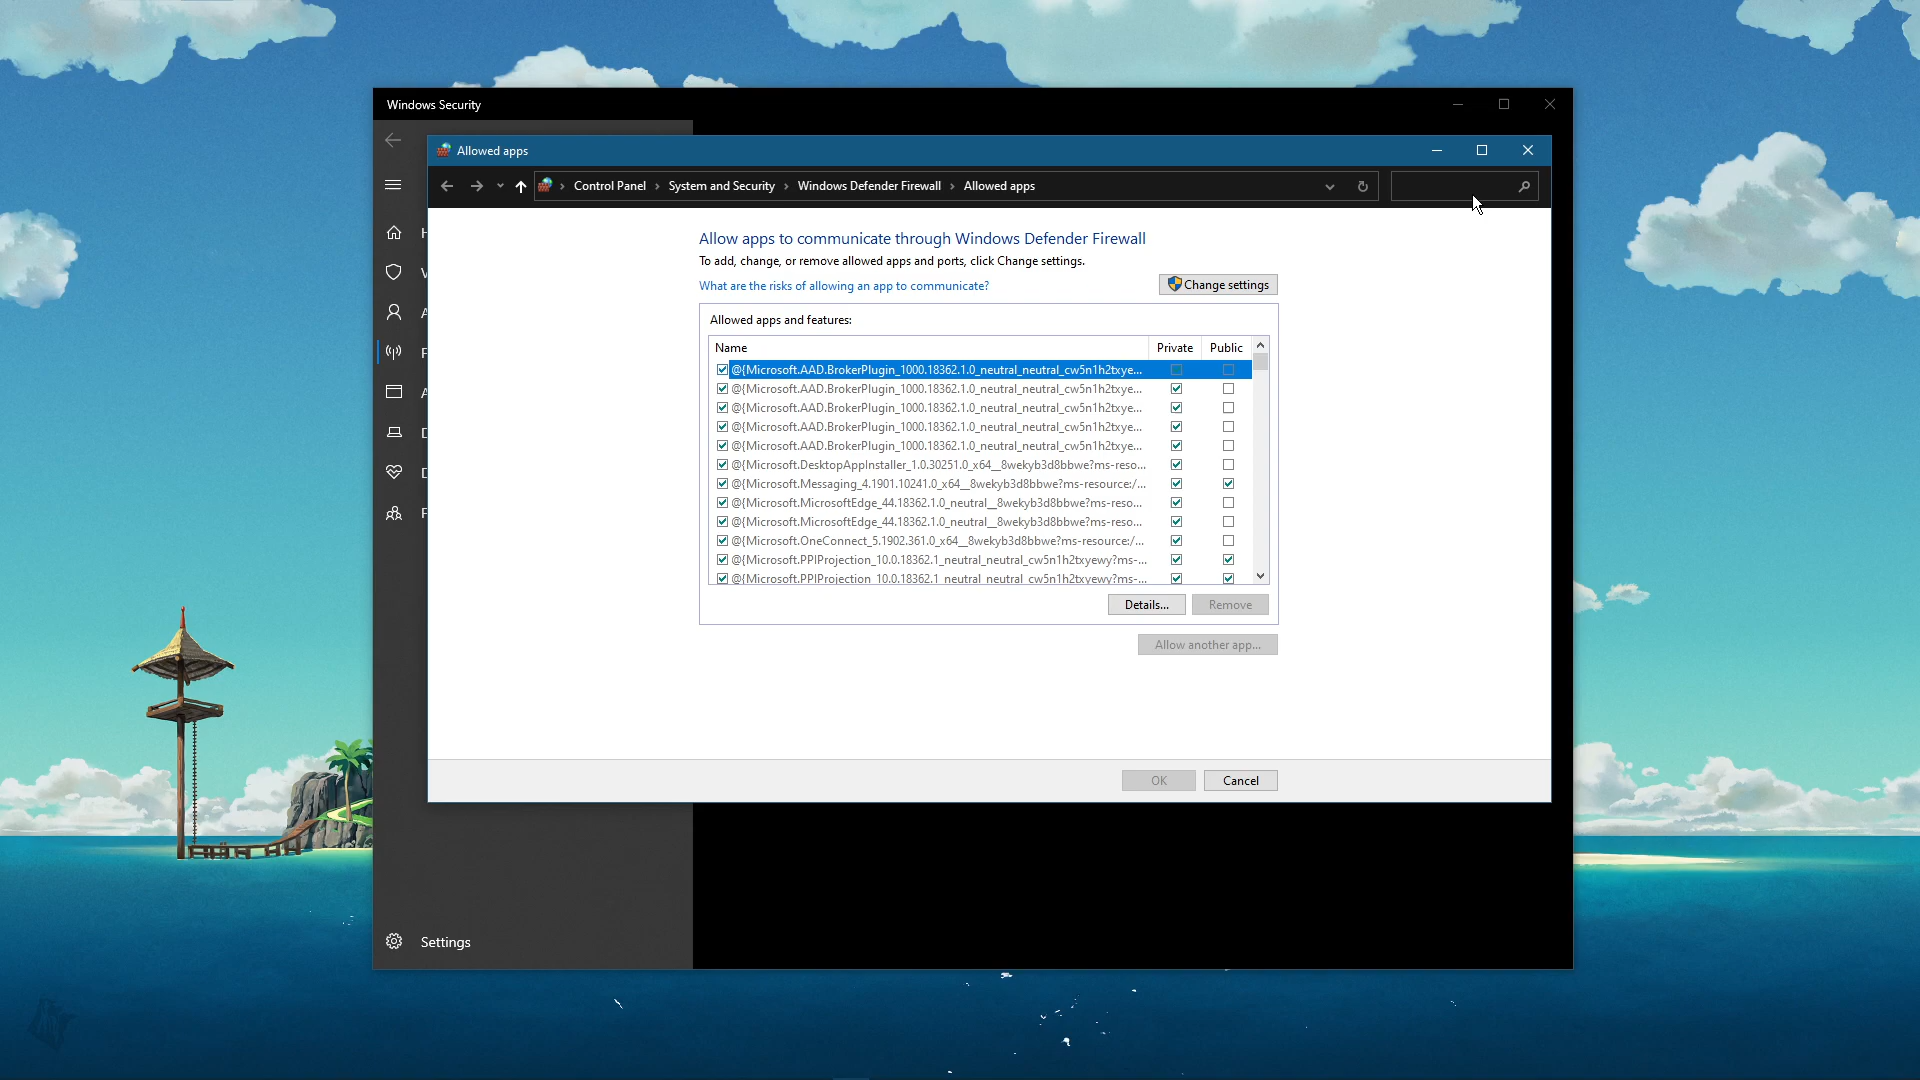 Windows Security
Allowed apps
Control Panel
System and Security
Windows Defender Firewall
Allowed apps
Allow apps to communicate through Windows Defender Firewall
To add, change, or remove allowed apps and ports, click Change settings.
What are the risks of allowing an app to communicate?
Change settings
Allowed apps and features:
Name Private Public
@{Microsoft.AAD.BrokerPlugin_1000.18362.1.0_neutral_neutral_cw5n1h2txye...
@{Microsoft.AAD.BrokerPlugin_1000.18362.1.0_neutral_neutral_cw5n1h2txye...
@{Microsoft.AAD.BrokerPlugin_1000.18362.1.0_neutral_neutral_cw5n1h2txye...
@{Microsoft.AAD.BrokerPlugin_1000.18362.1.0_neutral_neutral_cw5n1h2txye...
@{Microsoft.AAD.BrokerPlugin_1000.18362.1.0_neutral_neutral_cw5n1h2txye...
@{Microsoft.DesktopAppInstaller_1.0.30251.0_x64__8wekyb3d8bbwe?ms-reso...
@{Microsoft.Messaging_4.1901.10241.0_x64__8wekyb3d8bbwe?ms-resource:/...
@{Microsoft.MicrosoftEdge_44.18362.1.0_neutral__8wekyb3d8bbwe?ms-reso...
@{Microsoft.MicrosoftEdge_44.18362.1.0_neutral__8wekyb3d8bbwe?ms-reso...
@{Microsoft.OneConnect_5.1902.361.0_x64__8wekyb3d8bbwe?ms-resource:/...
@{Microsoft.PPIProjection_10.0.18362.1_neutral_neutral_cw5n1h2txyewy?ms-...
@{Microsoft.PPIProjection_10.0.18362.1_neutral_neutral_cw5n1h2txyewy?ms-...
Details...
Remove
Allow another app...
OK
Cancel
Settings